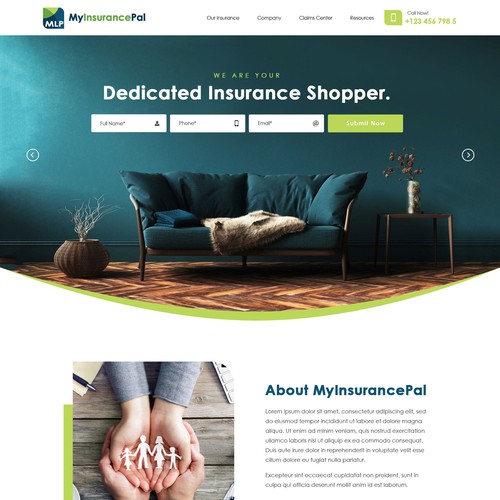 MLP
MyInsurancePal
Our Insurance
Company
Claims Center
Resources
Call Now!
+123 456 798 5
WE ARE YOUR
Dedicated Insurance Shopper.
Full Name*
Phone*
Email*
@
Submit Now
About MyInsurancePal
Lorem ipsum dolor sit amet, consectetur adipiscing
elit, sed do eiusmod tempor incididunt ut labore et
dolore magna aliqua. Ut enim ad minim veniam, quis
nostrud exercitation ullamco laboris nisi ut aliquip
ex ea commodo consequat.
Duis aute irure dolor in reprehenderit in voluptate
velit esse cillum dolore eu fugiat nulla pariatur.
Excepteur sint occaecat cupidatat non proident, sunt in
culpa qui officia deserunt mollit anim id est laborum.